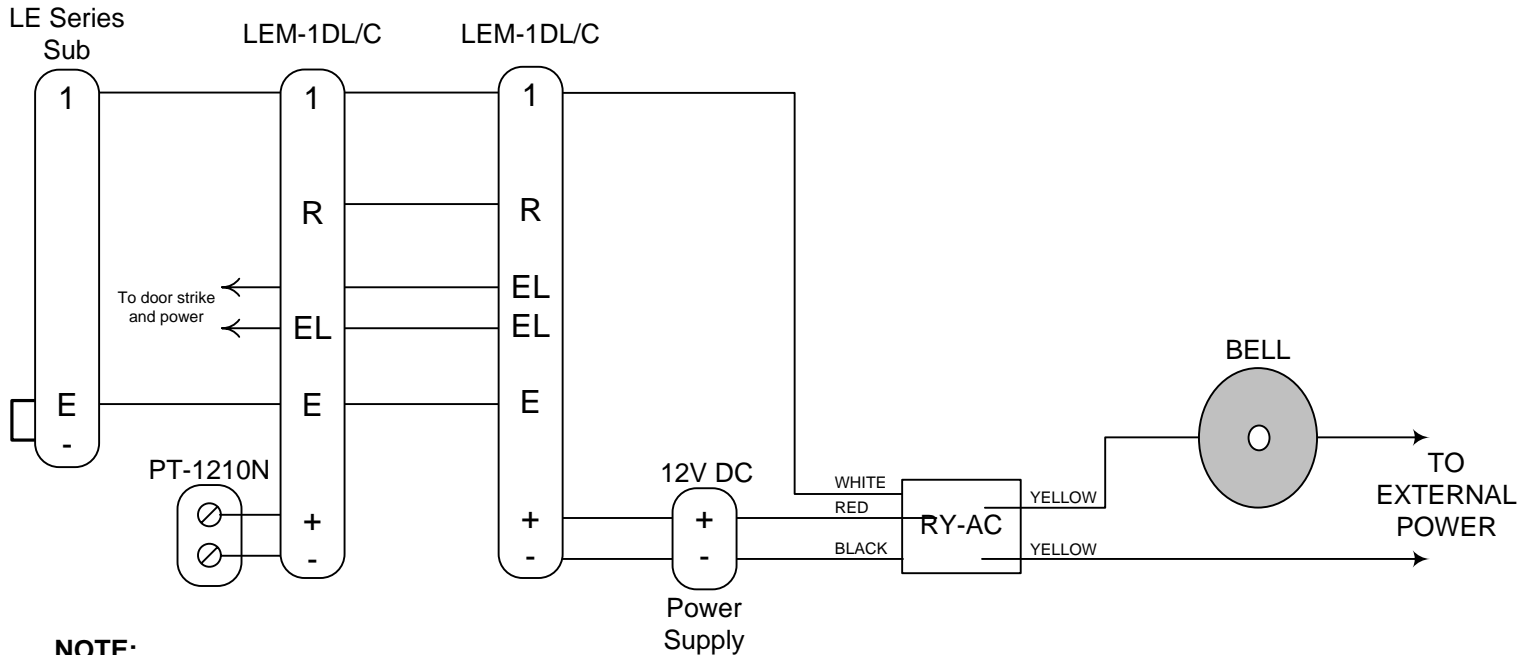 LE Series
Sub
LEM-1DL/C
LEM-1DL/C
1
1
1
R
R
To door strike
and power
EL
EL
EL
E
E
E
-
PT-1210N
+
-
+
-
12V DC
+
-
Power
Supply
WHITE
RED
BLACK
RY-AC
YELLOW
YELLOW
BELL
TO
EXTERNAL
POWER
NOTE: